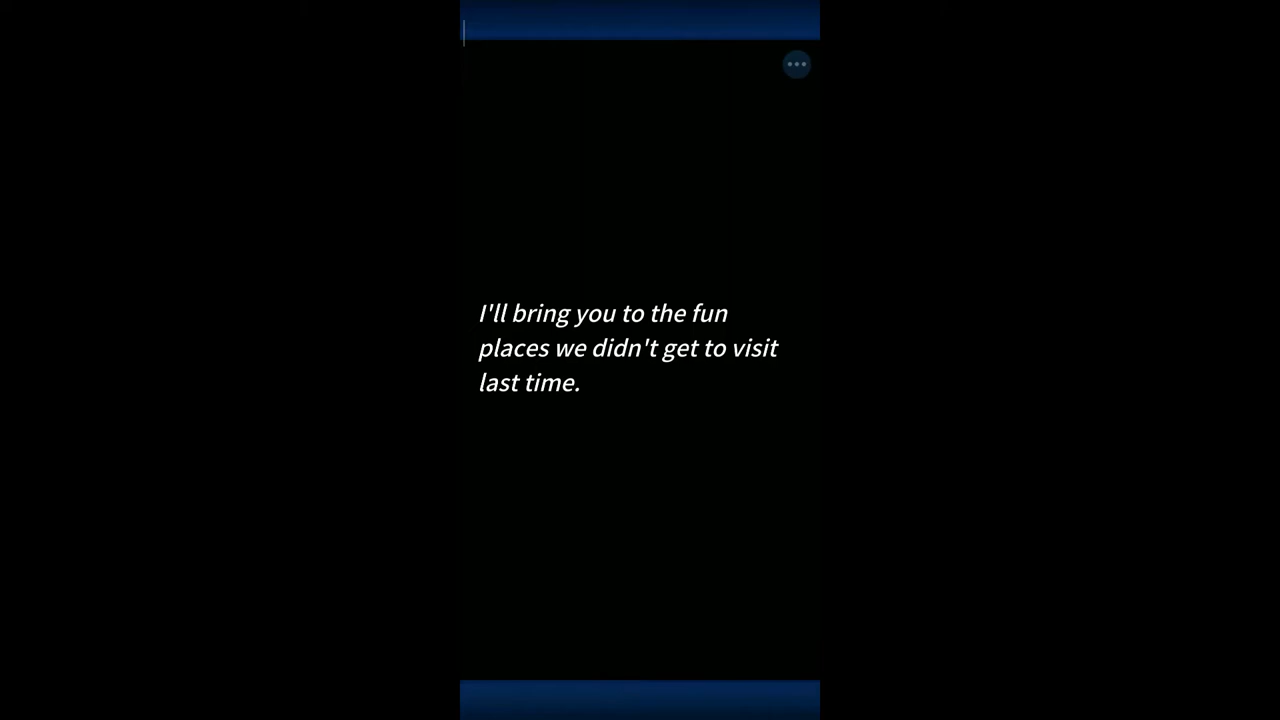 I'll bring you to the fun
places we didn't get to visit
last time.